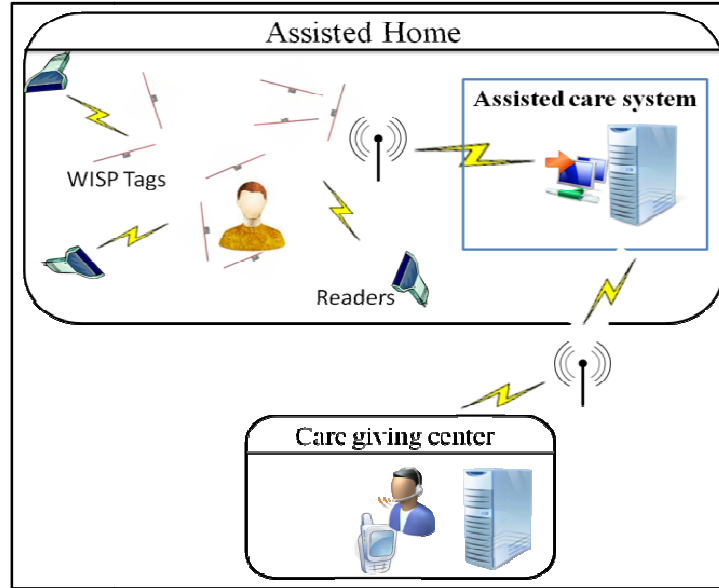 Assisted Home
Assisted care system
WISP Tags
Readers
Care giving center